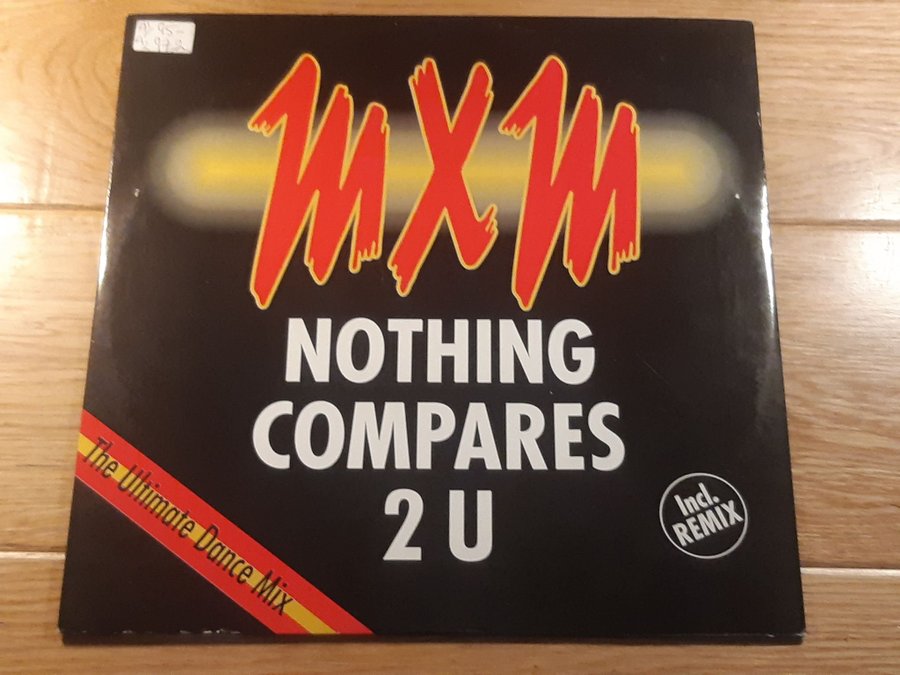 MXM
NOTHING
COMPARES
2 U
Incl.
REMIX
The Ultimate Dance Mix